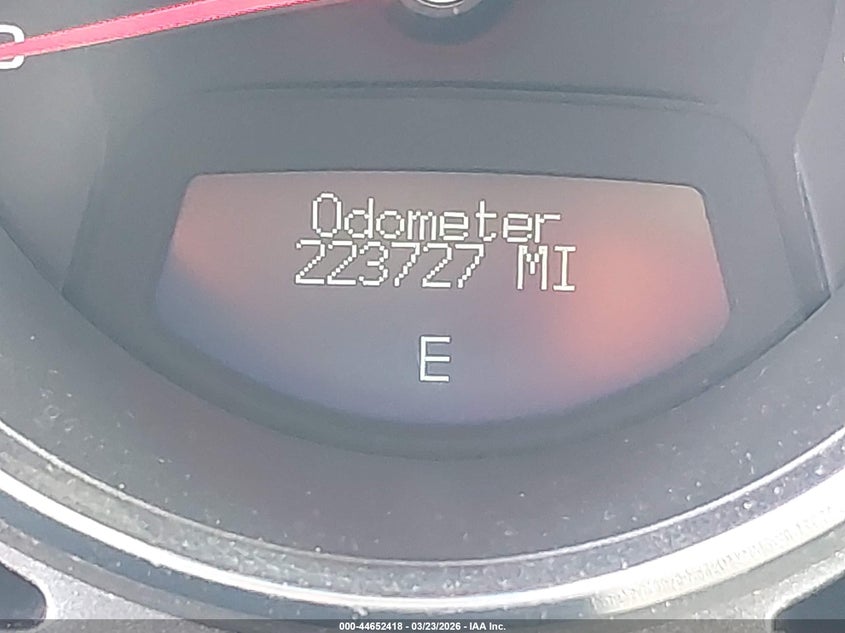 Odometer
223727 MI
E
000-44652418 - 03/23/2026 - IAA Inc.